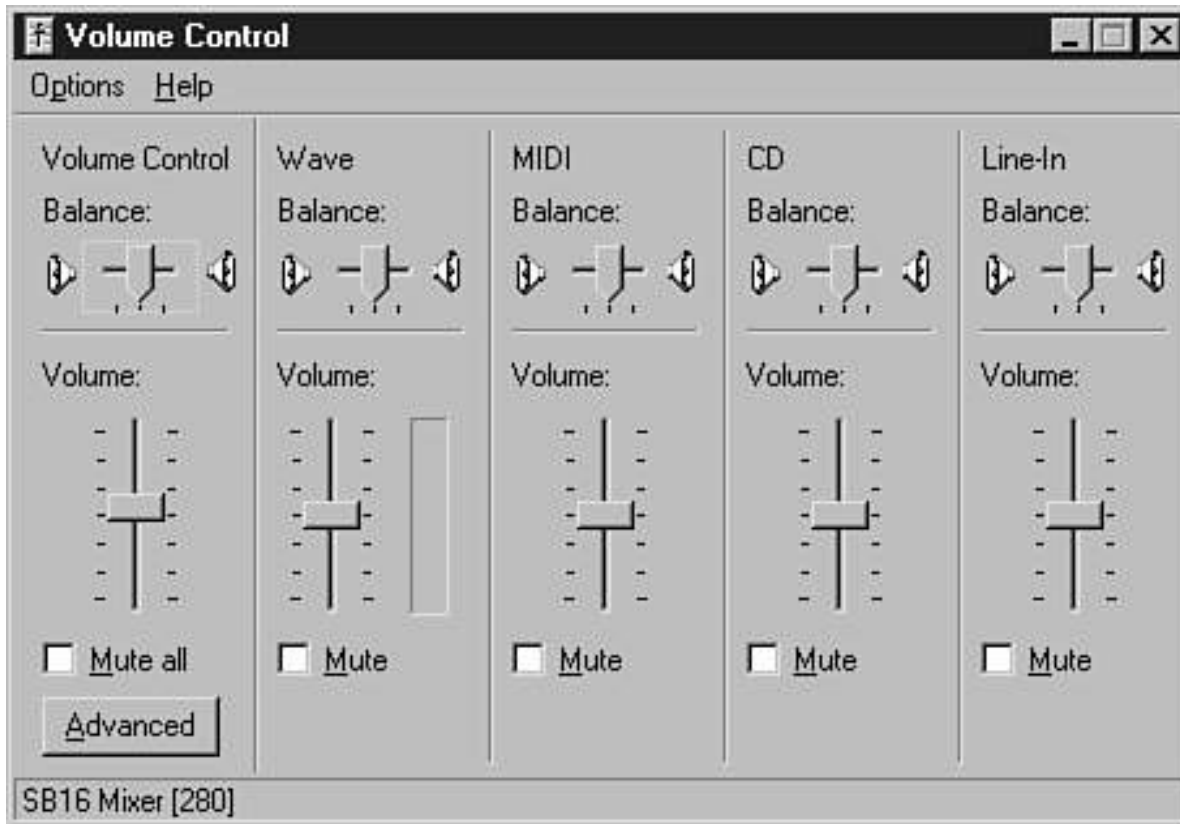 Volume Control
Options Help
Volume Control Wave MIDI CD Line-In
Balance: Balance: Balance: Balance: Balance:
Volume: Volume: Volume: Volume: Volume:
Mute all Mute Mute Mute Mute
Advanced
SB16 Mixer [280]